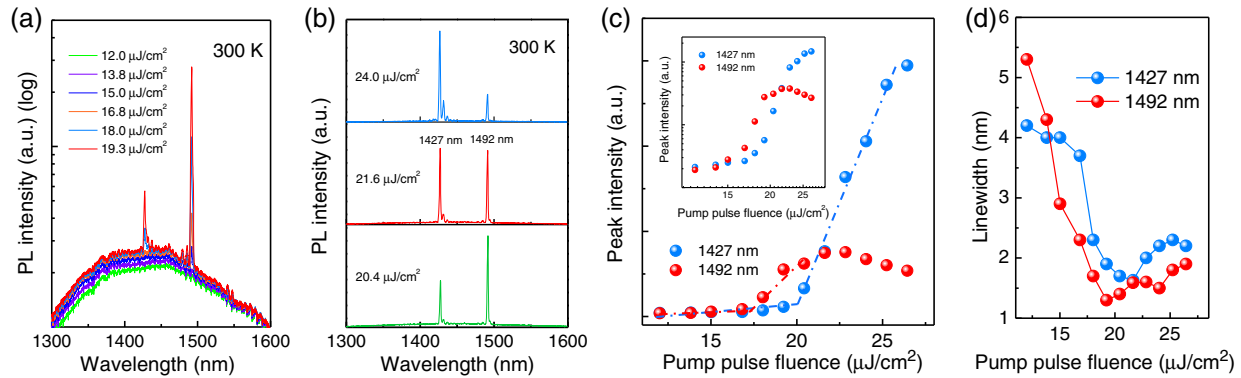 (a)
300 K
12.0 μJ/cm²
13.8 μJ/cm²
15.0 μJ/cm²
16.8 μJ/cm²
18.0 μJ/cm²
19.3 μJ/cm²
PL intensity (a.u.) (log)
1300 1400 1500 1600
Wavelength (nm)
(b)
300 K
24.0 μJ/cm²
1427 nm 1492 nm
21.6 μJ/cm²
20.4 μJ/cm²
PL intensity (a.u.)
1300 1400 1500 1600
Wavelength (nm)
(c)
1427 nm
1492 nm
Peak intensity (a.u.)
15 20 25
Pump pulse fluence (μJ/cm²)
1427 nm
1492 nm
Peak intensity (a.u.)
15 20 25
Pump pulse fluence (μJ/cm²)
(d)
1427 nm
1492 nm
Linewidth (nm)
6
5
4
3
2
1
0
15 20 25
Pump pulse fluence (μJ/cm²)